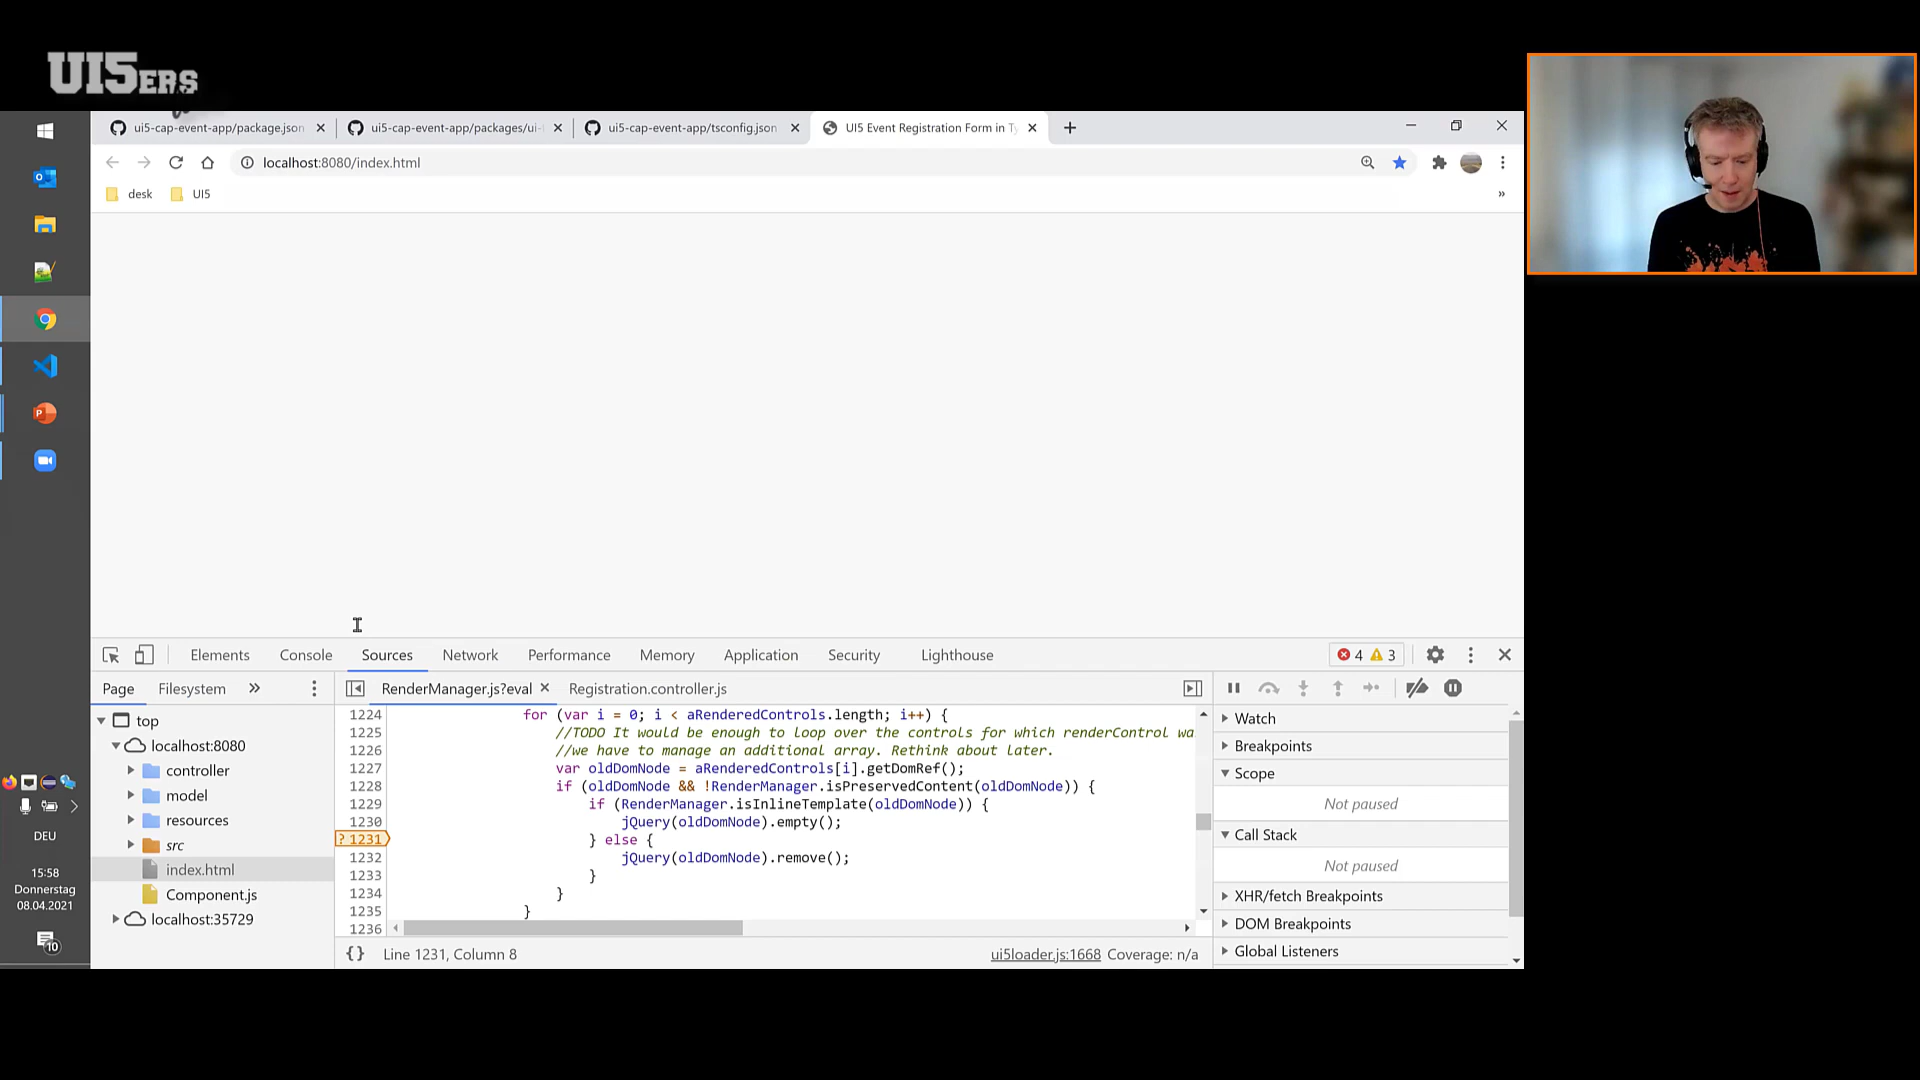 UI5ERS
ui5-cap-event-app/package.json
ui5-cap-event-app/packages/ui-
ui5-cap-event-app/tsconfig.json
UI5 Event Registration Form in Ty
localhost:8080/index.html
desk
UI5
»
Elements
Console
Sources
Network
Performance
Memory
Application
Security
Lighthouse
4
3
Page
Filesystem
»
RenderManager.js?eval
Registration.controller.js
top
localhost:8080
controller
model
resources
src
index.html
Component.js
localhost:35729
1224 for (var i = 0; i < aRenderedControls.length; i++) {
1225 //TODO It would be enough to loop over the controls for which renderControl wa
1226 //we have to manage an additional array. Rethink about later.
1227 var oldDomNode = aRenderedControls[i].getDomRef();
1228 if (oldDomNode && !RenderManager.isPreservedContent(oldDomNode)) {
1229 if (RenderManager.isInlineTemplate(oldDomNode)) {
1230 jQuery(oldDomNode).empty();
? 1231 } else {
1232 jQuery(oldDomNode).remove();
1233 }
1234 }
1235 }
1236
{} Line 1231, Column 8
ui5loader.js:1668 Coverage: n/a
Watch
Breakpoints
Scope
Not paused
Call Stack
Not paused
XHR/fetch Breakpoints
DOM Breakpoints
Global Listeners
DEU
15:58
Donnerstag
08.04.2021
10